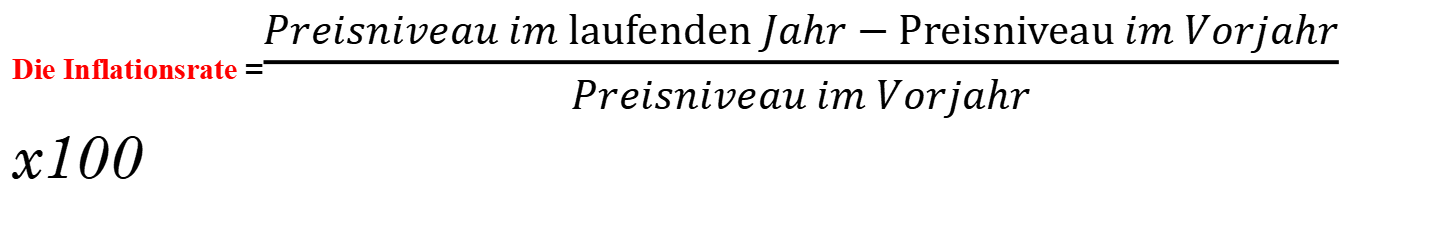 Die Inflationsrate = Preisniveau im laufenden Jahr − Preisniveau im Vorjahr
Preisniveau im Vorjahr
x100